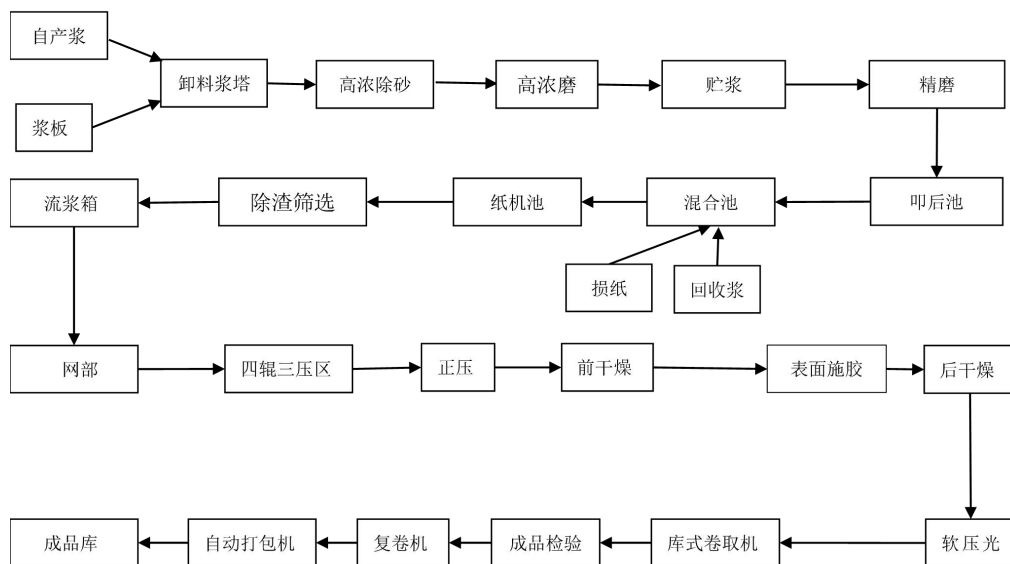 自产浆
浆板
卸料浆塔
高浓除砂
高浓磨
贮浆
精磨
叩后池
混合池
损纸
回收浆
纸机池
除渣筛选
流浆箱
网部
四辊三压区
正压
前干燥
表面施胶
后干燥
软压光
库式卷取机
成品检验
复卷机
自动打包机
成品库